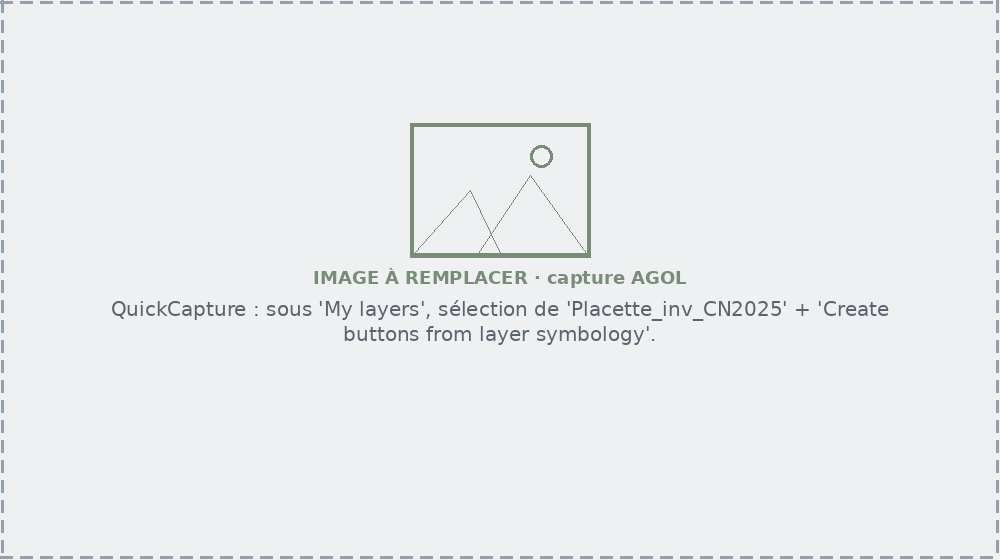 IMAGE À REMPLACER · capture AGOL
QuickCapture : sous 'My layers', sélection de 'Placette_inv_CN2025' + 'Create
buttons from layer symbology'.